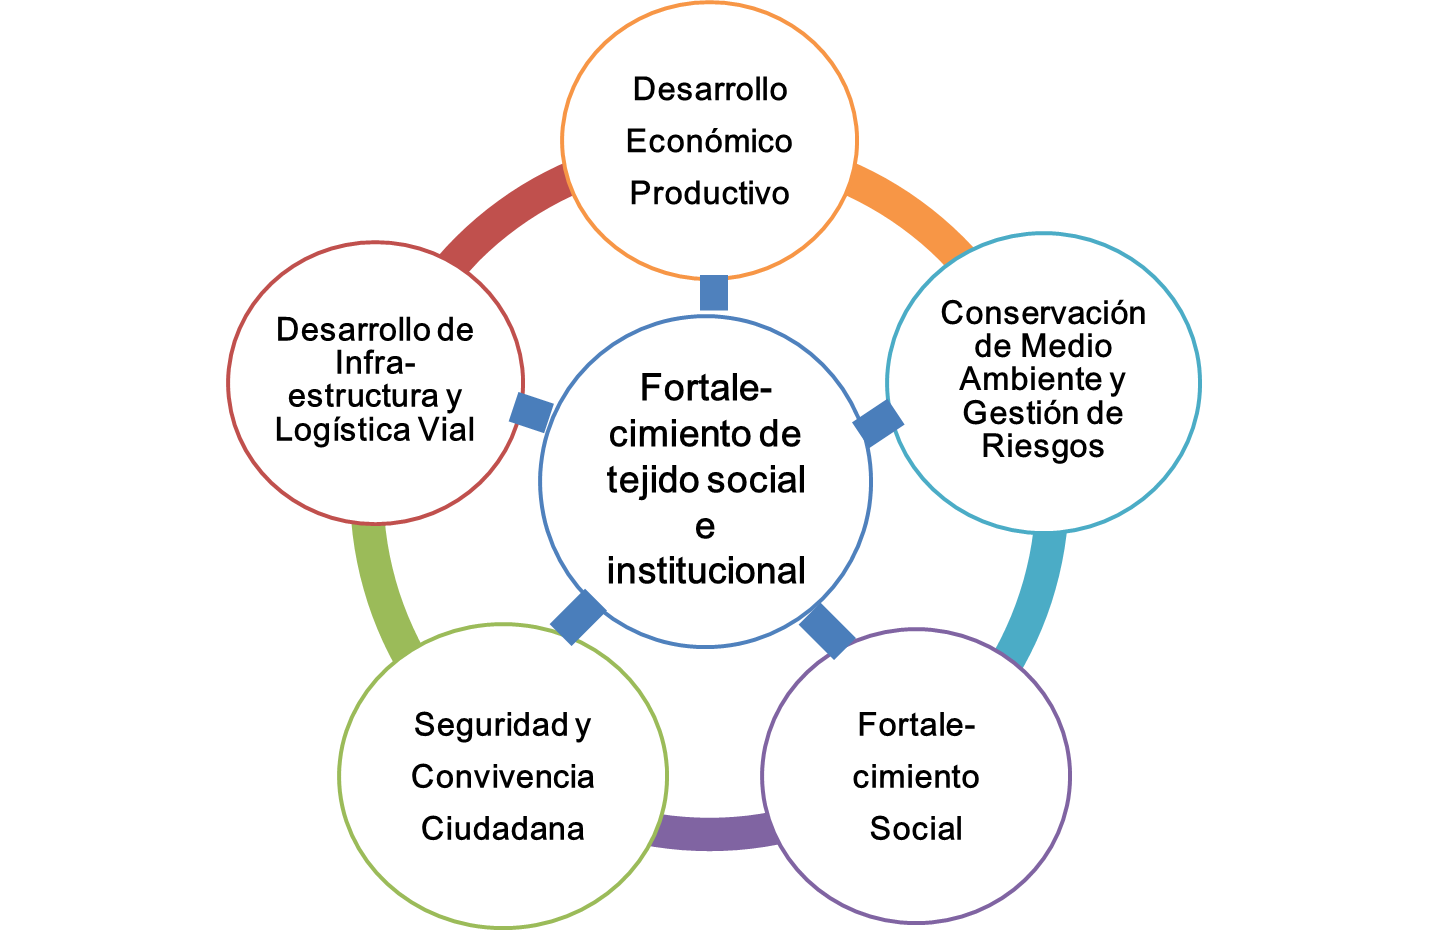 Desarrollo
Económico
Productivo
Conservación
de Medio
Ambiente y
Gestión de
Riesgos
Desarrollo de
Infra-
estructura y
Logística Vial
Fortale-
cimiento de
tejido social
e
institucional
Seguridad y
Convivencia
Ciudadana
Fortale-
cimiento
Social